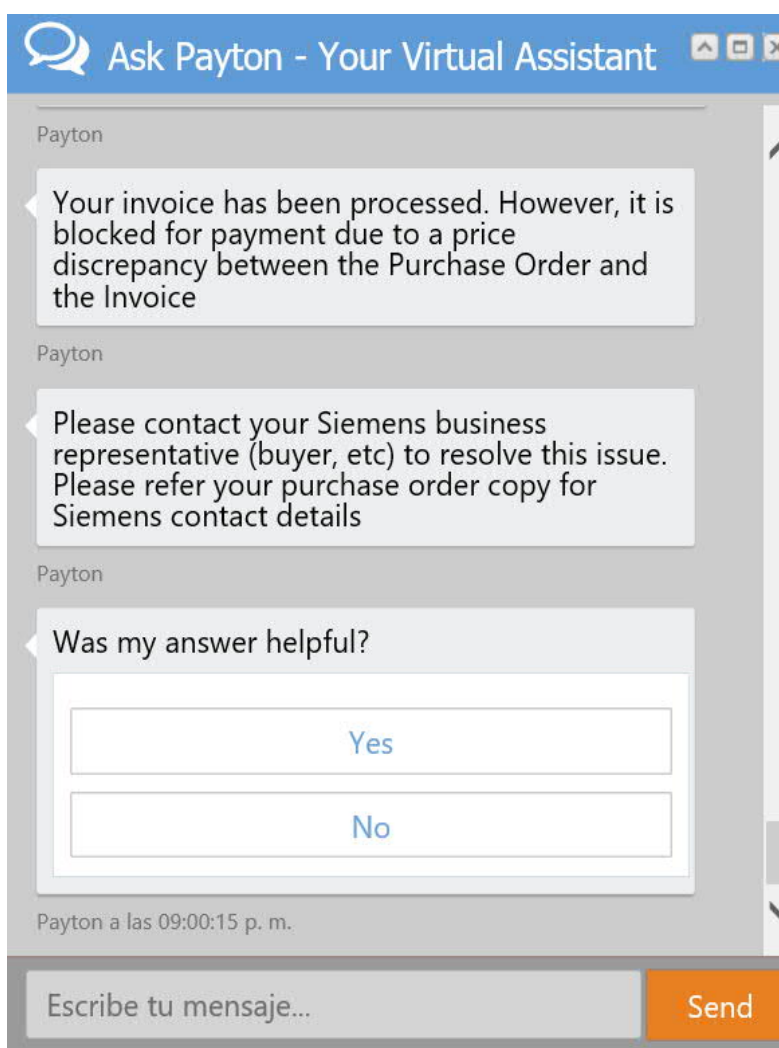 Ask Payton - Your Virtual Assistant
Payton
Your invoice has been processed. However, it is
blocked for payment due to a price
discrepancy between the Purchase Order and
the Invoice
Payton
Please contact your Siemens business
representative (buyer, etc) to resolve this issue.
Please refer your purchase order copy for
Siemens contact details
Payton
Was my answer helpful?
Yes
No
Payton a las 09:00:15 p. m.
Escribe tu mensaje...
Send